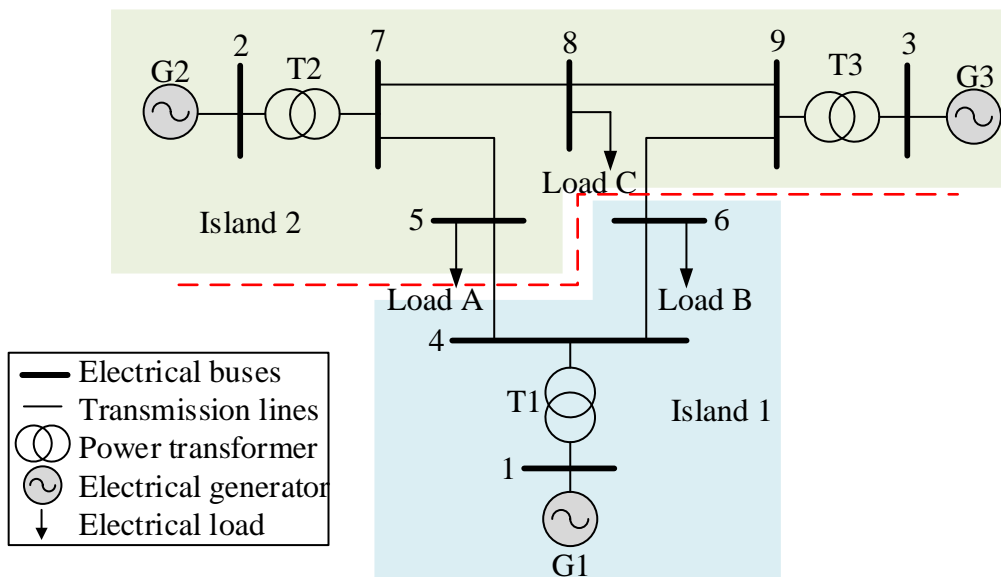 2
7
8
9
3
G2
T2
T3
G3
Load C
Island 2
5
6
Load A
Load B
4
T1
Island 1
1
G1
Electrical buses
Transmission lines
Power transformer
Electrical generator
Electrical load